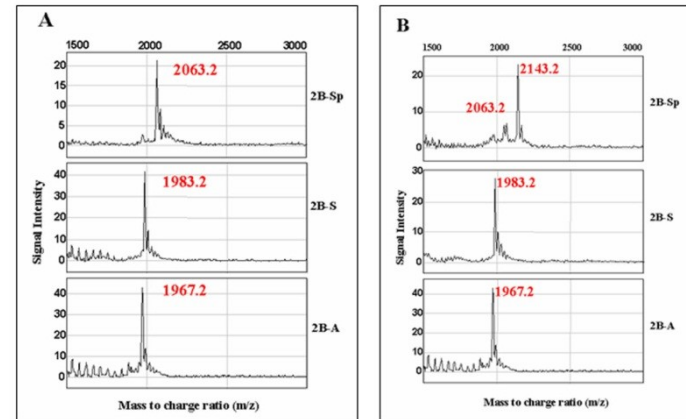 A
1500 2000 2500 3000
20
15
10
5
0
2063.2
2B-Sp
40
30
20
10
0
1983.2
2B-S
40
30
20
10
0
1967.2
2B-A
Signal Intensity
Mass to charge ratio (m/z)
B
1500 2000 2500 3000
20
10
0
2063.2
2143.2
2B-Sp
30
20
10
0
1983.2
2B-S
40
30
20
10
0
1967.2
2B-A
Signal Intensity
Mass to charge ratio (m/z)